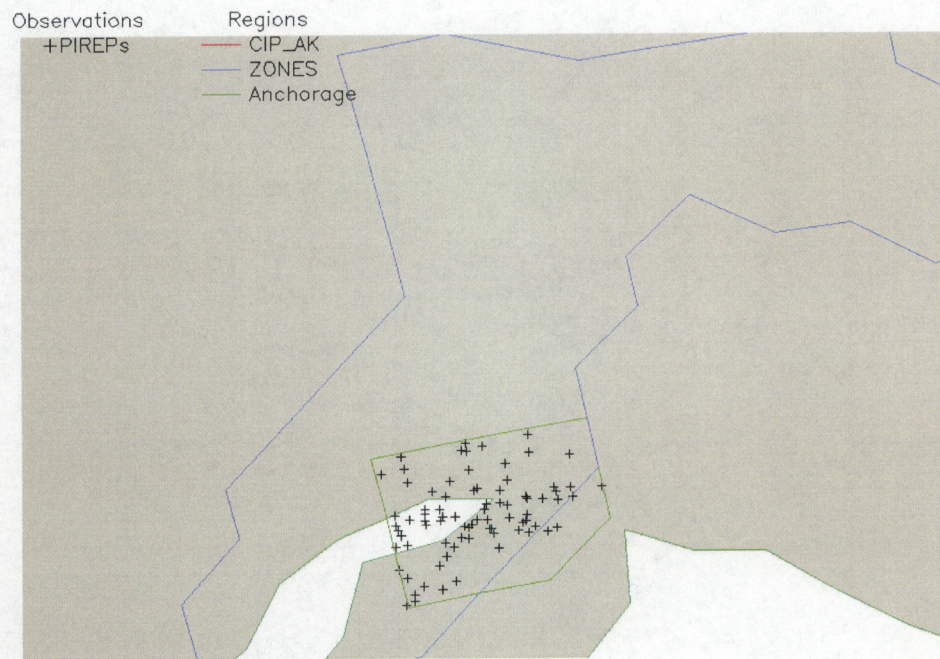 Observations
+PIREPs
Regions
CIP_AK
ZONES
Anchorage